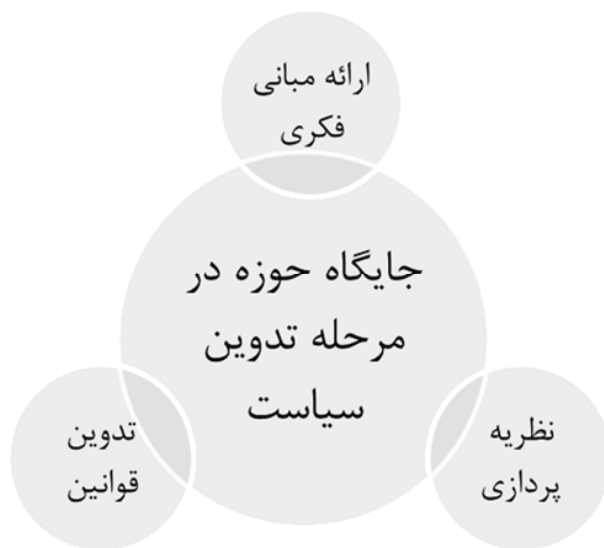 ارائه مبانی
فکری
جایگاه حوزه در
مرحله تدوین
سیاست
نظریه
پردازی
تدوین
قوانین